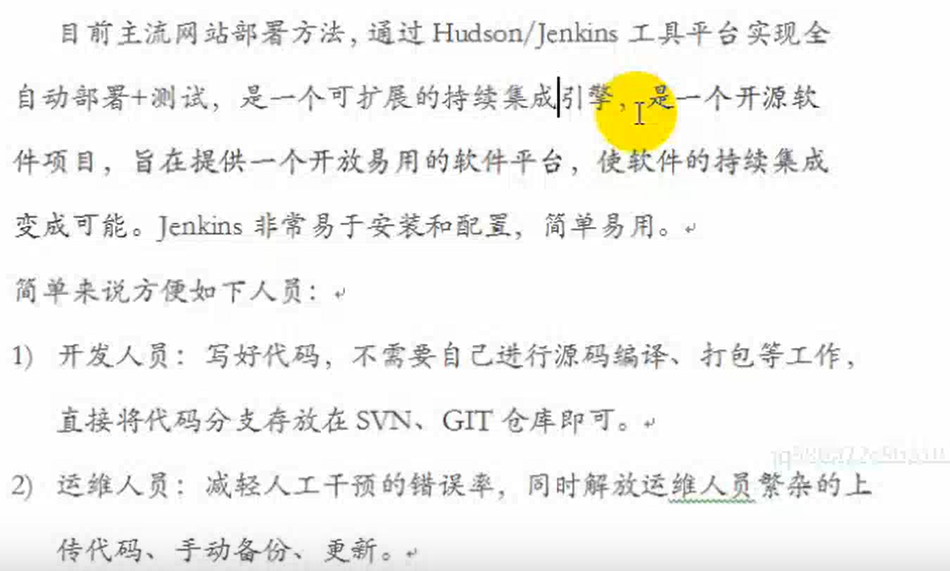 目前主流网站部署方法，通过 Hudson/Jenkins 工具平台实现全
自动部署+测试，是一个可扩展的持续集成引擎，是一个开源软
件项目，旨在提供一个开放易用的软件平台，使软件的持续集成
变成可能。Jenkins 非常易于安装和配置，简单易用。
简单来说方便如下人员：
1) 开发人员：写好代码，不需要自己进行源码编译、打包等工作，
直接将代码分支存放在 SVN、GIT 仓库即可。
2) 运维人员：减轻人工干预的错误率，同时解放运维人员繁杂的上
传代码、手动备份、更新。